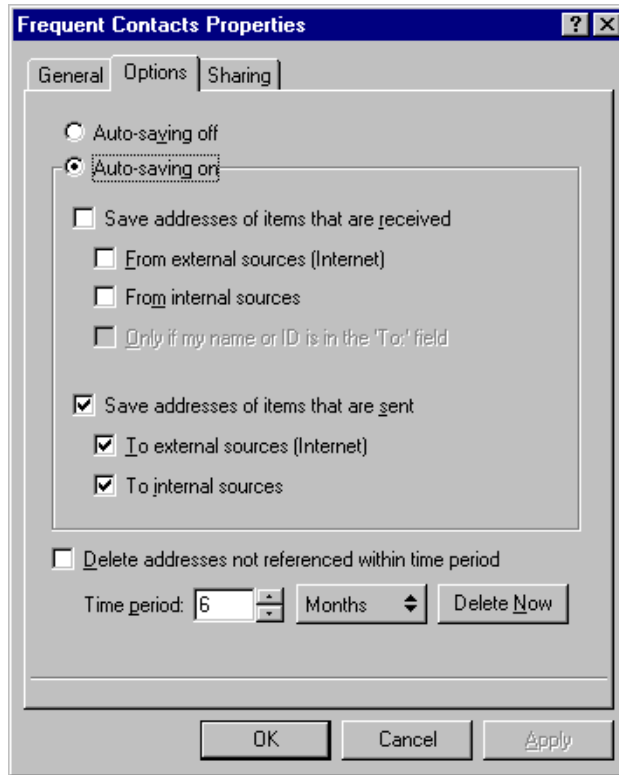 Frequent Contacts Properties
General Options Sharing
Auto-saving off
Auto-saving on
Save addresses of items that are received
From external sources (Internet)
From internal sources
Only if my name or ID is in the 'To:' field
Save addresses of items that are sent
To external sources (Internet)
To internal sources
Delete addresses not referenced within time period
Time period: 6 Months Delete Now
OK Cancel Apply